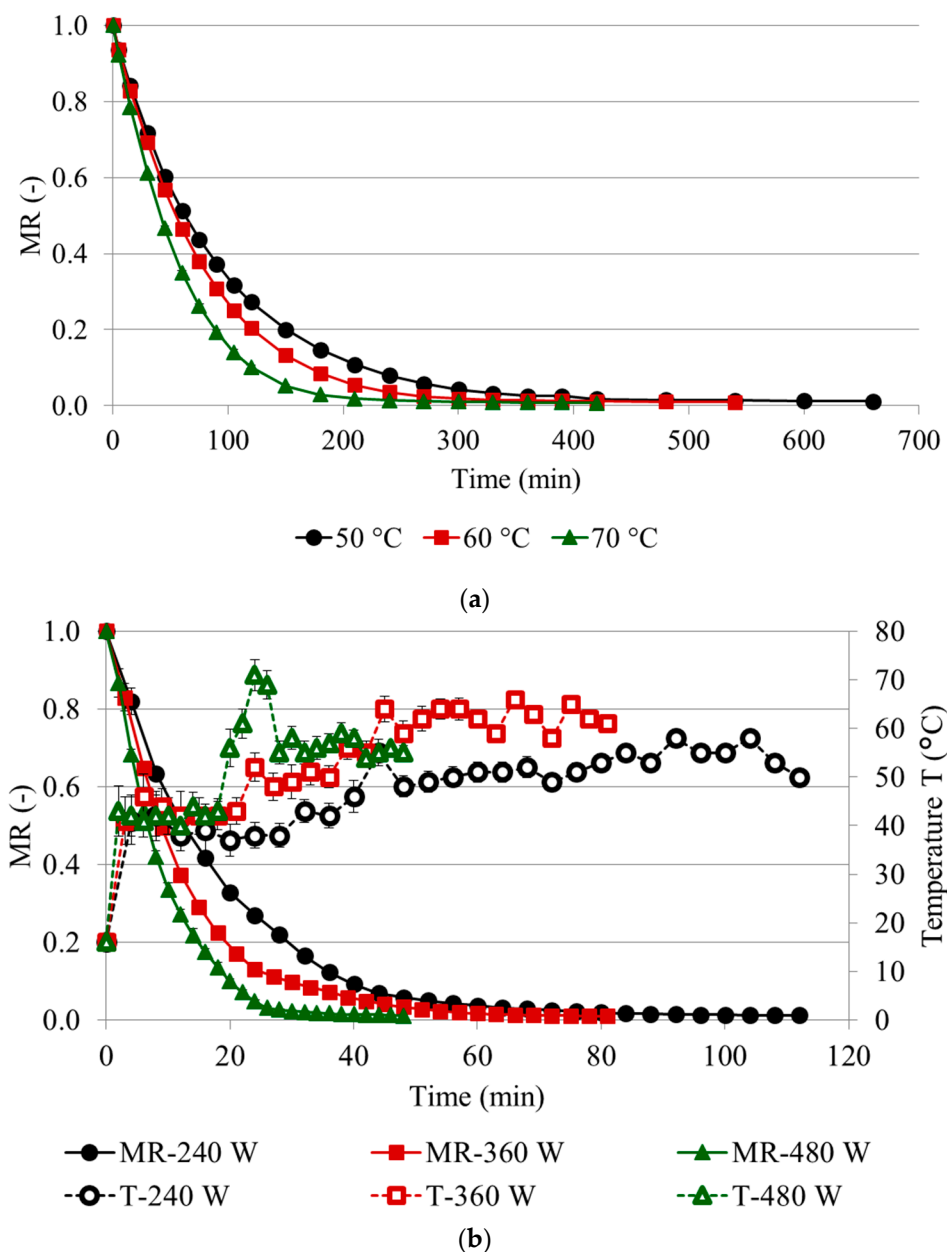 1.0
0.8
0.6
0.4
0.2
0.0
MR (-)
0 100 200 300 400 500 600 700
Time (min)
50 °C 60 °C 70 °C
(a)
1.0 80
0.8 70
0.6 60
0.4 50
0.2 40
0.0 30
20
10
0
MR (-)
Temperature T (°C)
0 20 40 60 80 100 120
Time (min)
MR-240 W MR-360 W MR-480 W
T-240 W T-360 W T-480 W
(b)